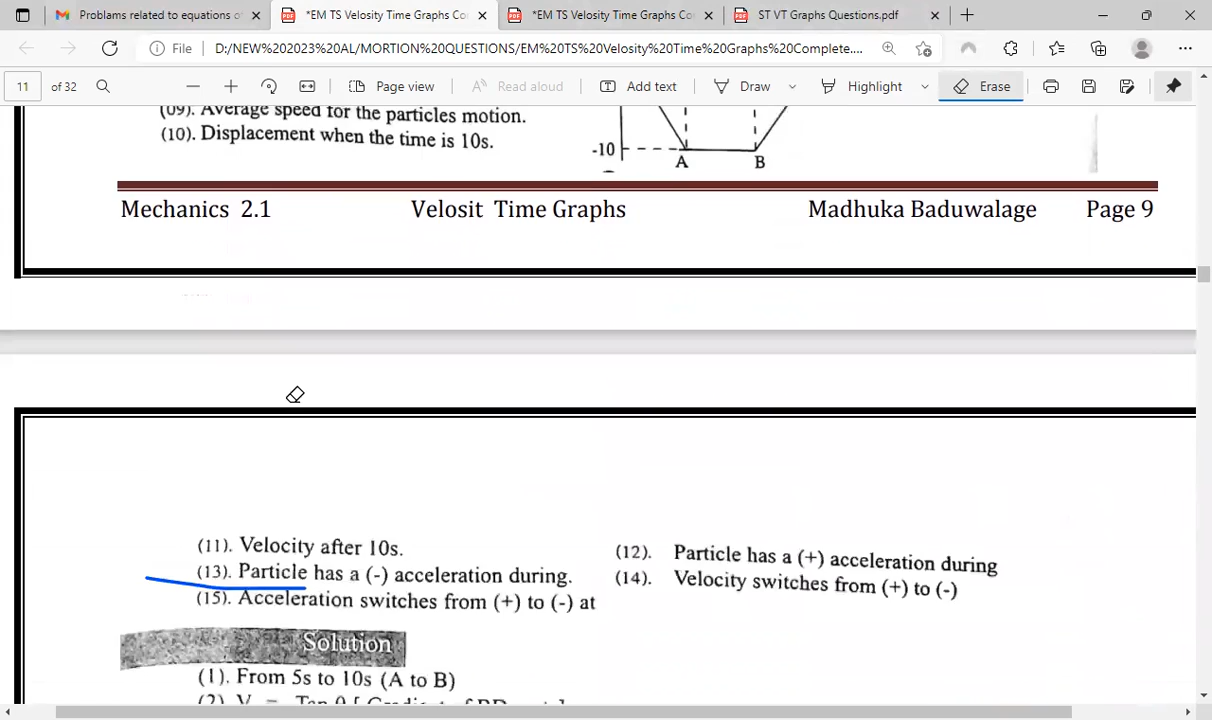 Problems related to equations o
*EM TS Velosity Time Graphs Co
*EM TS Velosity Time Graphs Co
ST VT Graphs Questions.pdf
File D:/NEW%202023%20AL/MORTION%20QUESTIONS/EM%20TS%20Velosity%20Time%20Graphs%20Complete....
11 of 32 Page view Read aloud Add text Draw Highlight Erase
(09). Average speed for the particles motion.
(10). Displacement when the time is 10s.
-10
A B
Mechanics 2.1 Velosit Time Graphs Madhuka Baduwalage Page 9
(11). Velocity after 10s.
(12). Particle has a (+) acceleration during
(13). Particle has a (-) acceleration during.
(14). Velocity switches from (+) to (-)
(15). Acceleration switches from (+) to (-) at
Solution
(1). From 5s to 10s (A to B)